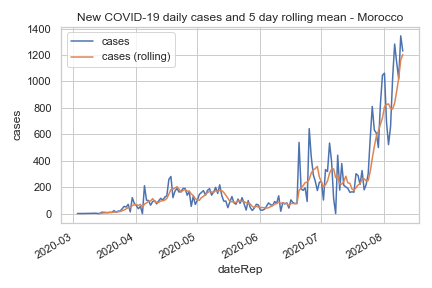 New COVID-19 daily cases and 5 day rolling mean - Morocco
1400
1200
1000
800
600
400
200
0
cases
cases
cases (rolling)
2020-03
2020-04
2020-05
2020-06
2020-07
2020-08
dateRep